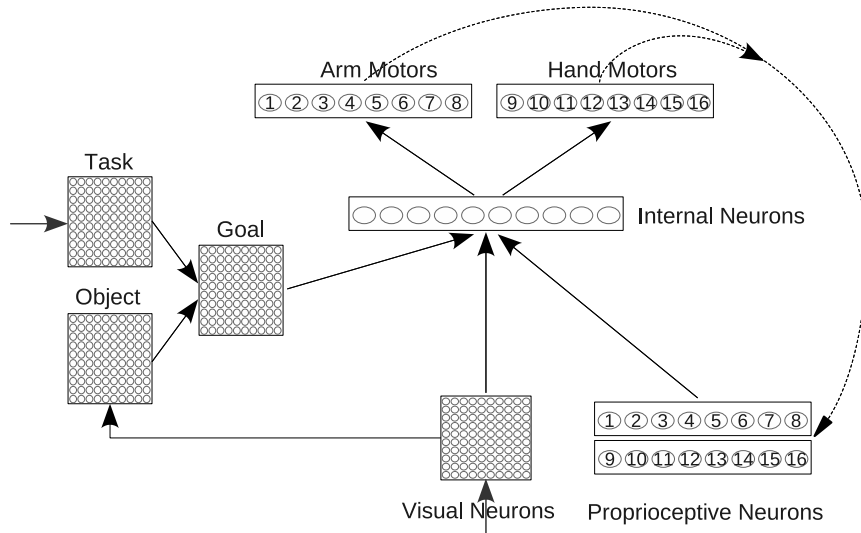 Arm Motors
Hand Motors
1 2 3 4 5 6 7 8
9 10 11 12 13 14 15 16
Task
Internal Neurons
Goal
Object
1 2 3 4 5 6 7 8
9 10 11 12 13 14 15 16
Visual Neurons
Proprioceptive Neurons